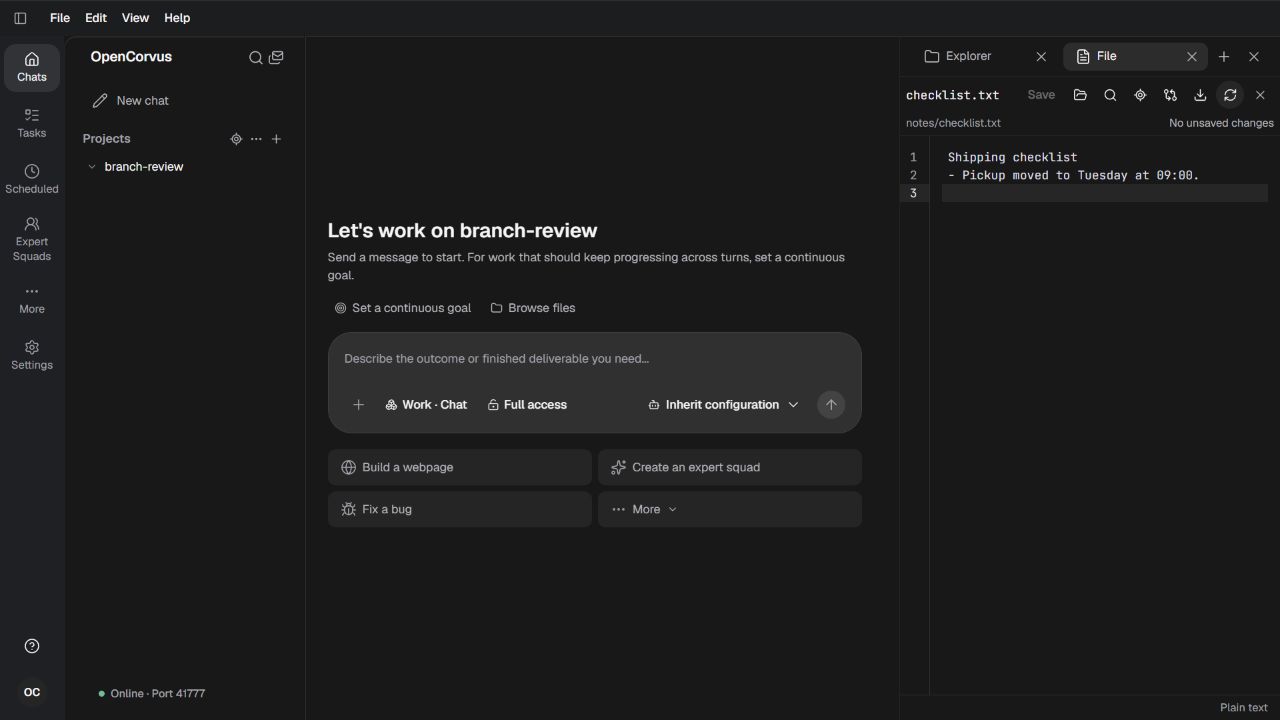 File Edit View Help
Chats
Tasks
Scheduled
Expert
Squads
More
Settings
OC
OpenCorvus
New chat
Projects
branch-review
Online · Port 41777
Let's work on branch-review
Send a message to start. For work that should keep progressing across turns, set a continuous
goal.
Set a continuous goal Browse files
Describe the outcome or finished deliverable you need...
Work · Chat Full access Inherit configuration
Build a webpage Create an expert squad
Fix a bug More
Explorer File
checklist.txt Save
notes/checklist.txt No unsaved changes
1 Shipping checklist
2 - Pickup moved to Tuesday at 09:00.
3
Plain text